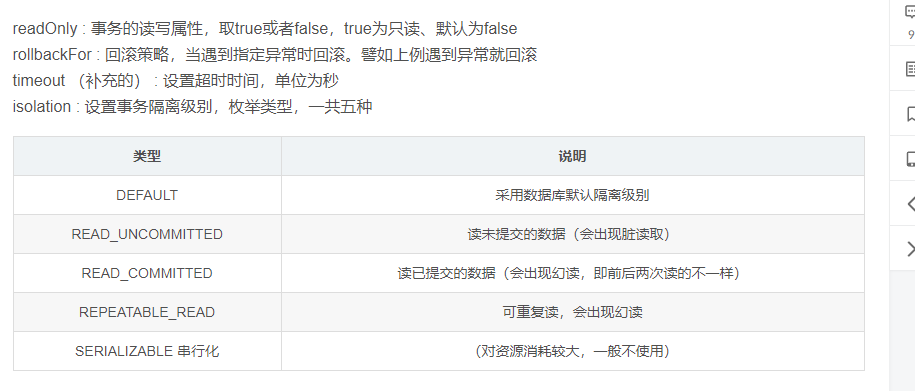 readOnly : 事务的读写属性，取true或者false，true为只读、默认为false
rollbackFor : 回滚策略，当遇到指定异常时回滚。譬如上例遇到异常就回滚
timeout （补充的） : 设置超时时间，单位为秒
isolation : 设置事务隔离级别，枚举类型，一共五种
类型 说明
DEFAULT 采用数据库默认隔离级别
READ_UNCOMMITTED 读未提交的数据（会出现脏读取）
READ_COMMITTED 读已提交的数据（会出现幻读，即前后两次读的不一样）
REPEATABLE_READ 可重复读，会出现幻读
SERIALIZABLE 串行化 （对资源消耗较大，一般不使用）